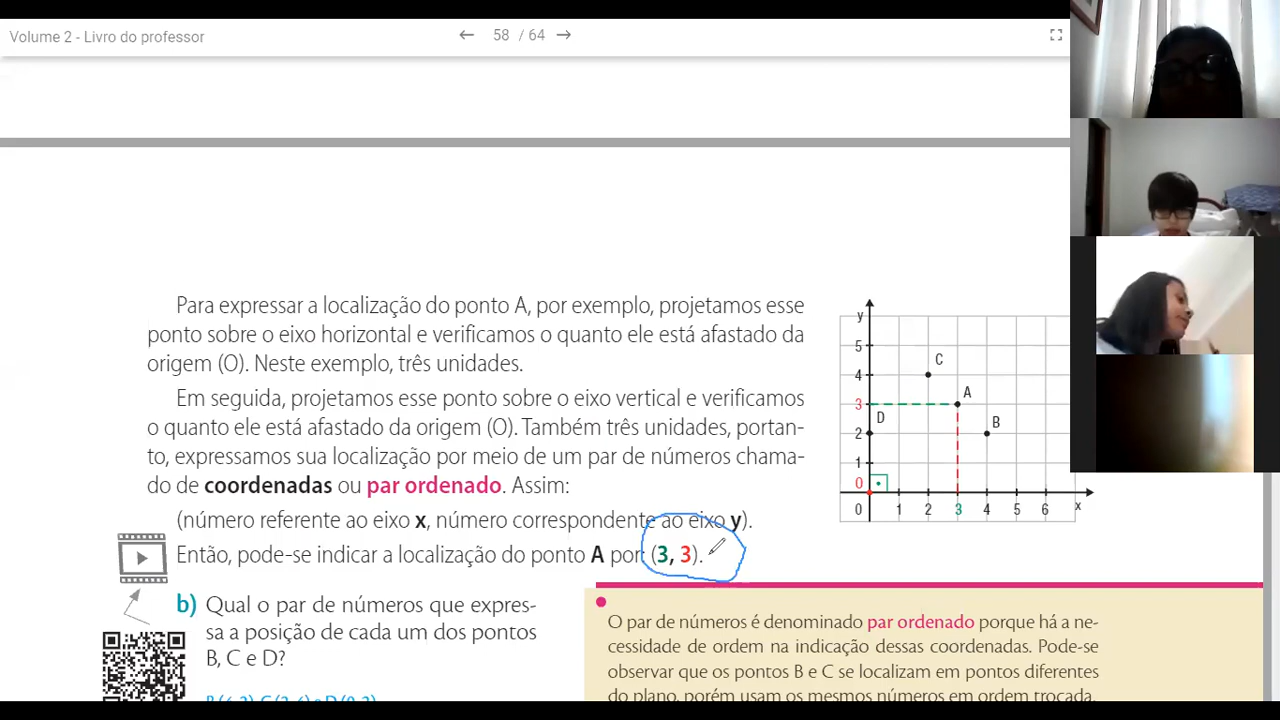 Volume 2 - Livro do professor
58 / 64
Para expressar a localização do ponto A, por exemplo, projetamos esse
ponto sobre o eixo horizontal e verificamos o quanto ele está afastado da
origem (O). Neste exemplo, três unidades.
Em seguida, projetamos esse ponto sobre o eixo vertical e verificamos
o quanto ele está afastado da origem (O). Também três unidades, portan-
to, expressamos sua localização por meio de um par de números chama-
do de coordenadas ou par ordenado. Assim:
(número referente ao eixo x, número correspondente ao eixo y).
Então, pode-se indicar a localização do ponto A por: (3, 3).
y
5
4
3
2
1
0
C
A
D
B
0 1 2 3 4 5 6 x
b) Qual o par de números que expres-
sa a posição de cada um dos pontos
B, C e D?
O par de números é denominado par ordenado porque há a ne-
cessidade de ordem na indicação dessas coordenadas. Pode-se
observar que os pontos B e C se localizam em pontos diferentes
do plano, porém usam os mesmos números em ordem trocada.